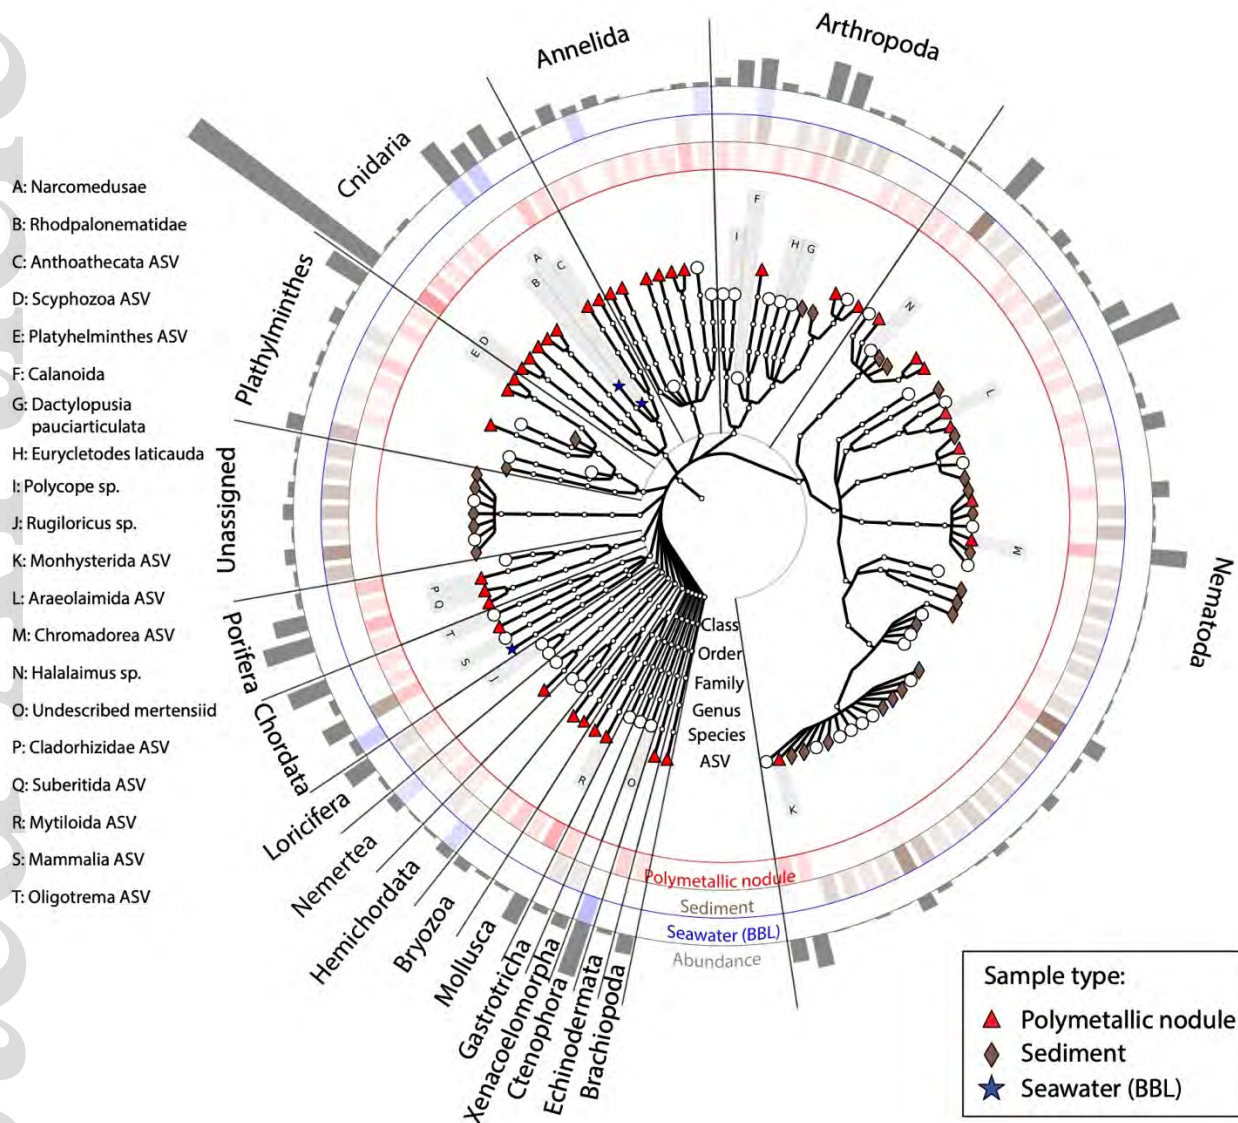 Annelida
Arthropoda
Cnidaria
Plathylminthes
Unassigned
Porifera
Chordata
Loricifera
Nemertea
Hemichordata
Bryozoa
Mollusca
Gastrotricha
Xenacoelomorpha
Ctenophora
Echinodermata
Brachiopoda
Nematoda
A: Narcomedusae
B: Rhodpalonematidae
C: Anthoathecata ASV
D: Scyphozoa ASV
E: Platyhelminthes ASV
F: Calanoida
G: Dactylopusia
pauciarticulata
H: Eurycletodes laticauda
I: Polycope sp.
J: Rugiloricus sp.
K: Monhysterida ASV
L: Araeolaimida ASV
M: Chromadorea ASV
N: Halalaimus sp.
O: Undescribed mertensiid
P: Cladorhizidae ASV
Q: Suberitida ASV
R: Mytiloida ASV
S: Mammalia ASV
T: Oligotrema ASV
A
B
C
D
E
F
I
H
G
N
L
M
K
O
R
J
S
T
Q
P
Class
Order
Family
Genus
Species
ASV
Polymetallic nodule
Sediment
Seawater (BBL)
Abundance
Sample type:
Polymetallic nodule
Sediment
Seawater (BBL)